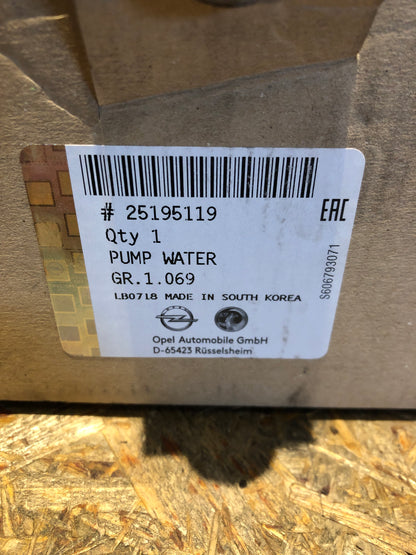 # 25195119
EAC
Qty 1
PUMP WATER
GR.1.069
LB0718 MADE IN SOUTH KOREA
Opel Automobile GmbH
D-65423 Rüsselsheim
S606793071